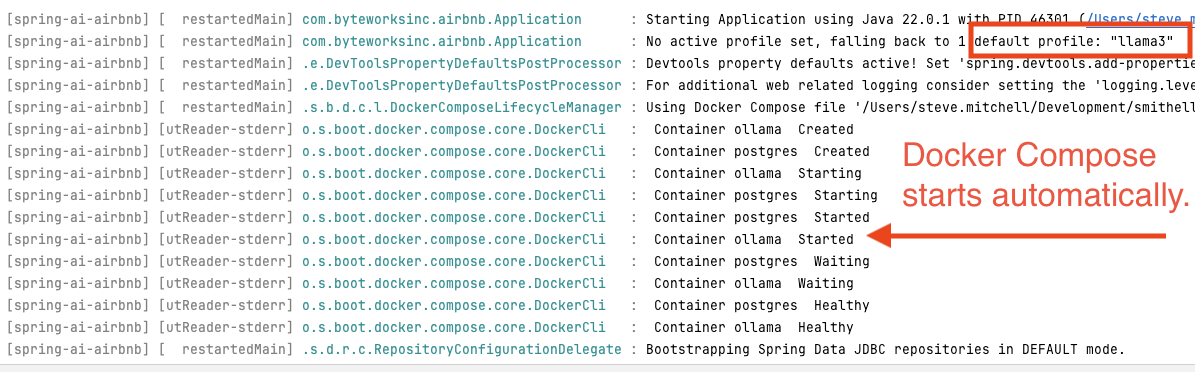 [spring-ai-airbnb] [  restartedMain] com.byteworksinc.airbnb.Application      : Starting Application using Java 22.0.1 with PID 46301 (/Users/steve.m
[spring-ai-airbnb] [  restartedMain] com.byteworksinc.airbnb.Application      : No active profile set, falling back to 1 default profile: "llama3"
[spring-ai-airbnb] [  restartedMain] .e.DevToolsPropertyDefaultsPostProcessor : Devtools property defaults active! Set 'spring.devtools.add-propertie
[spring-ai-airbnb] [  restartedMain] .e.DevToolsPropertyDefaultsPostProcessor : For additional web related logging consider setting the 'logging.leve
[spring-ai-airbnb] [  restartedMain] .s.b.d.c.l.DockerComposeLifecycleManager : Using Docker Compose file '/Users/steve.mitchell/Development/smithell
[spring-ai-airbnb] [utReader-stderr] o.s.boot.docker.compose.core.DockerCli   :  Container ollama  Created
[spring-ai-airbnb] [utReader-stderr] o.s.boot.docker.compose.core.DockerCli   :  Container postgres  Created
[spring-ai-airbnb] [utReader-stderr] o.s.boot.docker.compose.core.DockerCli   :  Container ollama  Starting
[spring-ai-airbnb] [utReader-stderr] o.s.boot.docker.compose.core.DockerCli   :  Container postgres  Starting
[spring-ai-airbnb] [utReader-stderr] o.s.boot.docker.compose.core.DockerCli   :  Container postgres  Started
[spring-ai-airbnb] [utReader-stderr] o.s.boot.docker.compose.core.DockerCli   :  Container ollama  Started
[spring-ai-airbnb] [utReader-stderr] o.s.boot.docker.compose.core.DockerCli   :  Container postgres  Waiting
[spring-ai-airbnb] [utReader-stderr] o.s.boot.docker.compose.core.DockerCli   :  Container ollama  Waiting
[spring-ai-airbnb] [utReader-stderr] o.s.boot.docker.compose.core.DockerCli   :  Container postgres  Healthy
[spring-ai-airbnb] [utReader-stderr] o.s.boot.docker.compose.core.DockerCli   :  Container ollama  Healthy
[spring-ai-airbnb] [  restartedMain] .s.d.r.c.RepositoryConfigurationDelegate : Bootstrapping Spring Data JDBC repositories in DEFAULT mode.
Docker Compose
starts automatically.